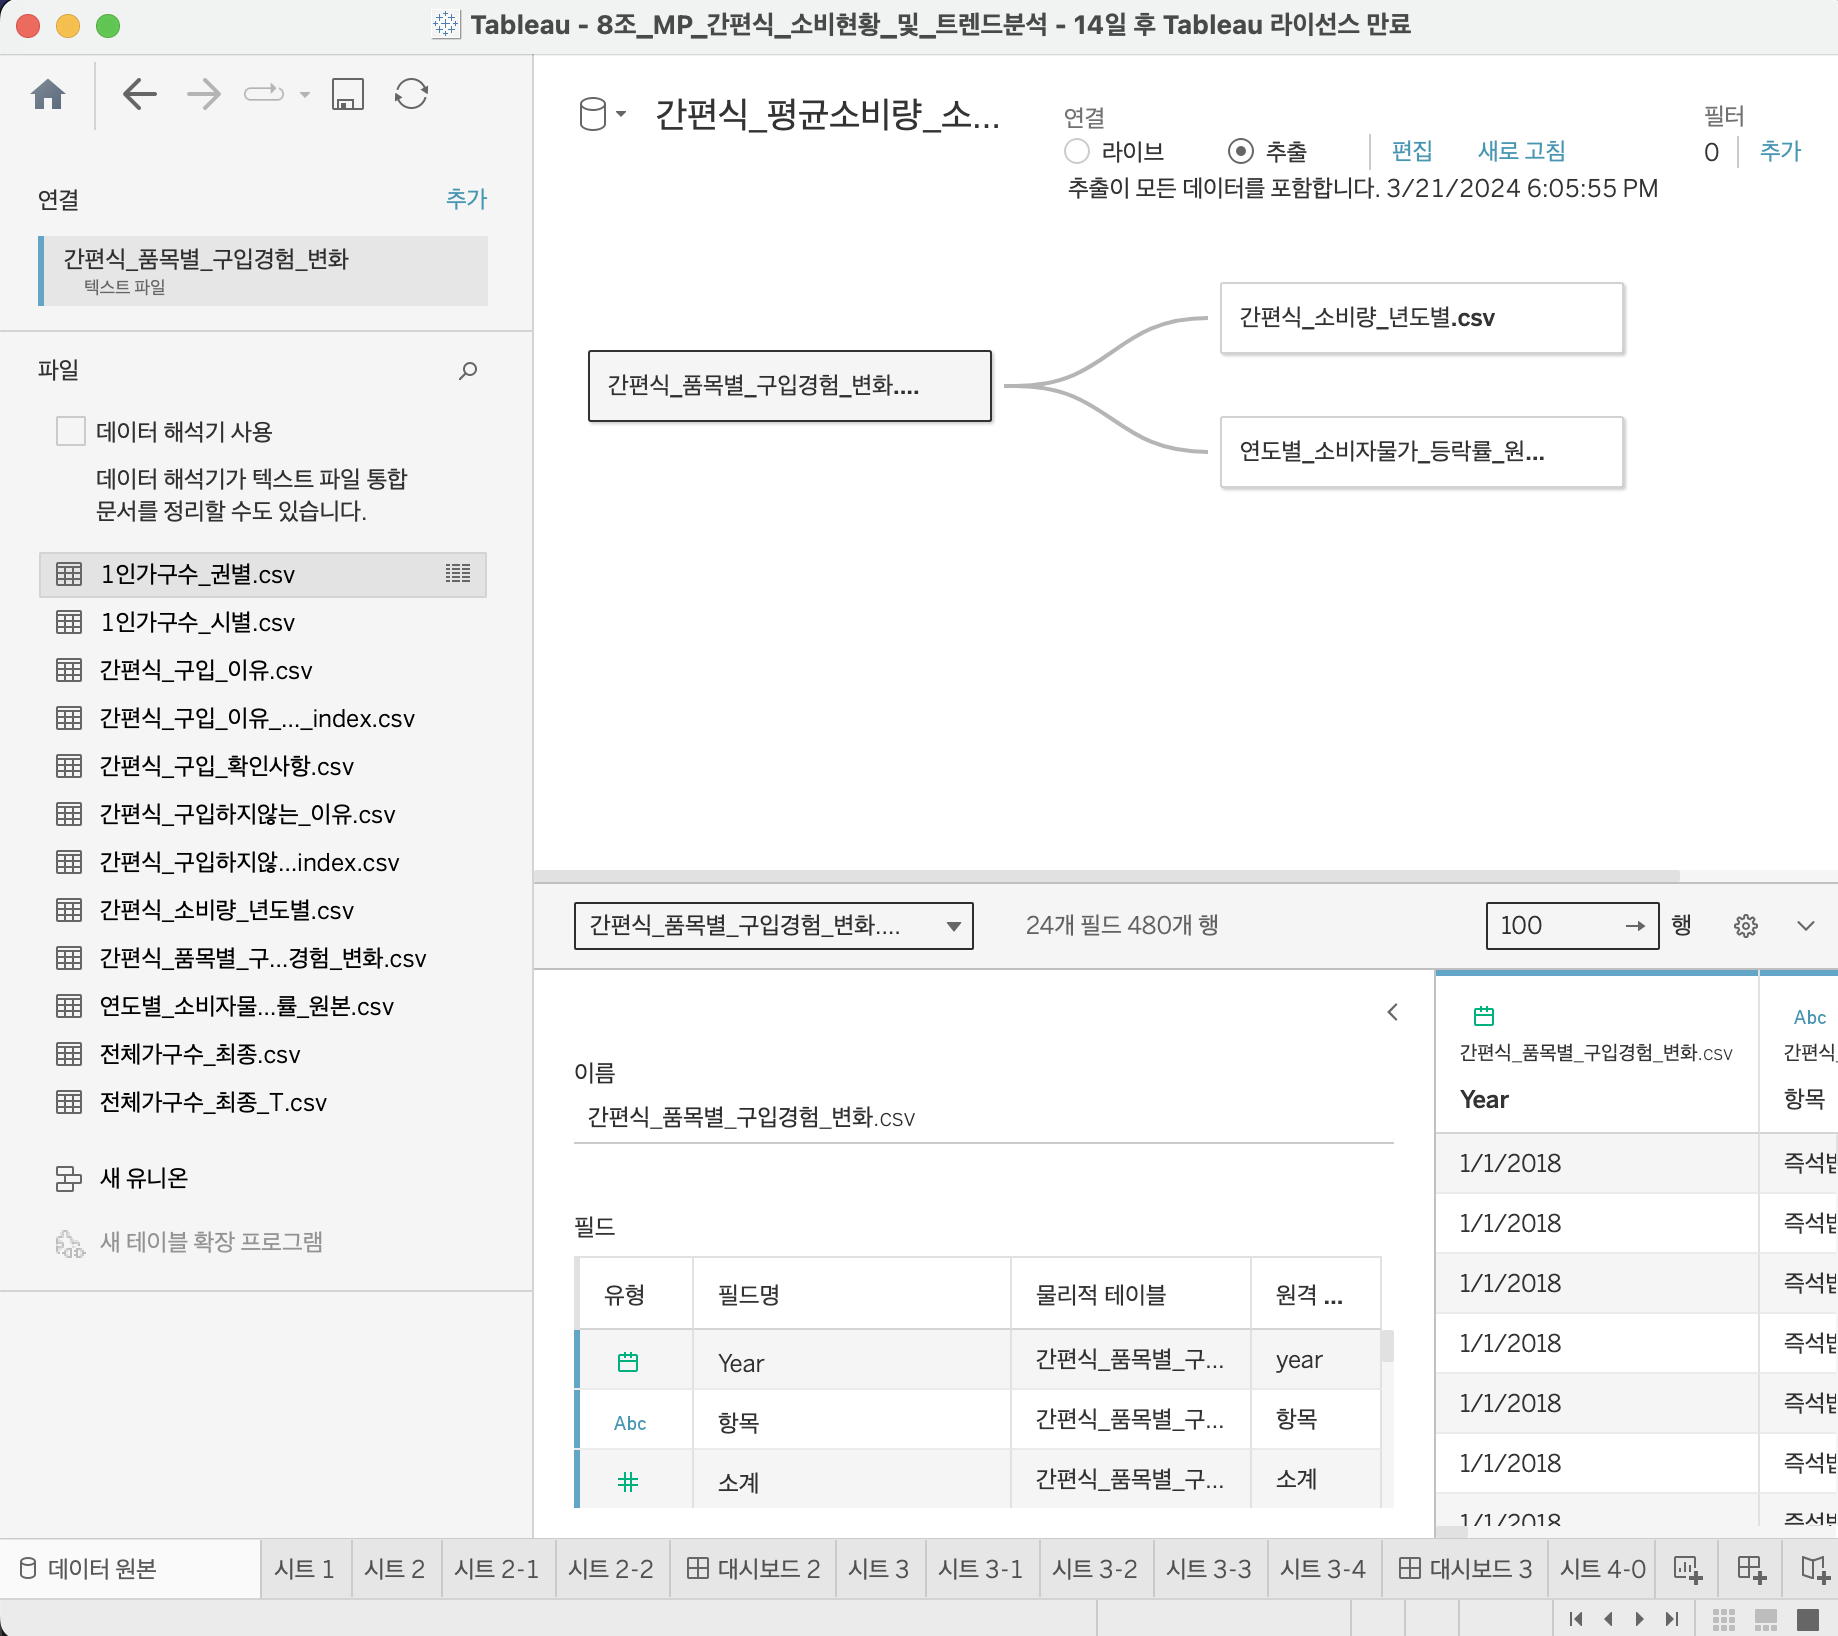 Tableau - 8조_MP_간편식_소비현황_및_트렌드분석 - 14일 후 Tableau 라이선스 만료
연결
추가
간편식_품목별_구입경험_변화
텍스트 파일
파일
데이터 해석기 사용
데이터 해석기가 텍스트 파일 통합
문서를 정리할 수도 있습니다.
1인가구수_권별.csv
1인가구수_시별.csv
간편식_구입_이유.csv
간편식_구입_이유_..._index.csv
간편식_구입_확인사항.csv
간편식_구입하지않는_이유.csv
간편식_구입하지않...index.csv
간편식_소비량_년도별.csv
간편식_품목별_구...경험_변화.csv
연도별_소비자물...률_원본.csv
전체가구수_최종.csv
전체가구수_최종_T.csv
새 유니온
새 테이블 확장 프로그램
간편식_평균소비량_소...
연결
라이브 추출 편집 새로 고침
추출이 모든 데이터를 포함합니다. 3/21/2024 6:05:55 PM
필터
0 추가
간편식_품목별_구입경험_변화....
간편식_소비량_년도별.csv
연도별_소비자물가_등락률_원...
간편식_품목별_구입경험_변화.... 24개 필드 480개 행 100 행
이름
간편식_품목별_구입경험_변화.csv
필드
유형 필드명 물리적 테이블 원격 ...
Year 간편식_품목별_구... year
Abc 항목 간편식_품목별_구... 항목
소계 간편식_품목별_구... 소계
Abc
간편식_품목별_구입경험_변화.csv 간편식_
Year 항목
1/1/2018 즉석
1/1/2018 즉석
1/1/2018 즉석
1/1/2018 즉석
1/1/2018 즉석
1/1/2018 즉석
1/1/2018 즉석
데이터 원본 시트 1 시트 2 시트 2-1 시트 2-2 대시보드 2 시트 3 시트 3-1 시트 3-2 시트 3-3 시트 3-4 대시보드 3 시트 4-0